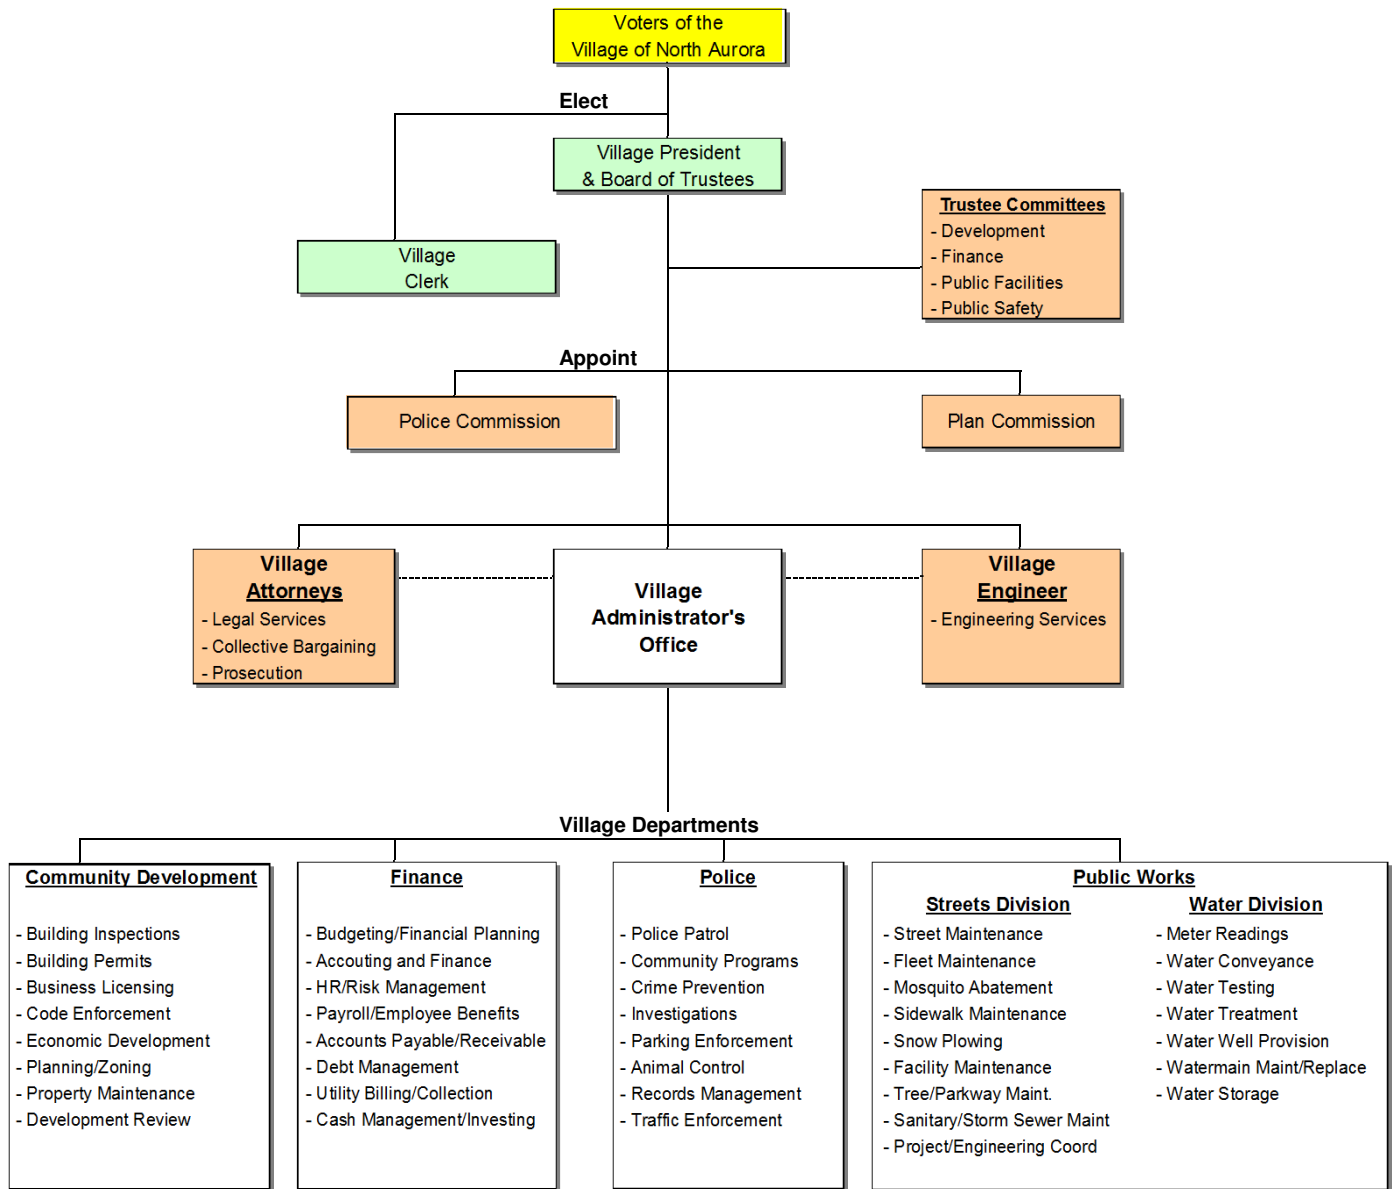 Voters of the
Village of North Aurora
Elect
Village President
& Board of Trustees
Village
Clerk
Trustee Committees
- Development
- Finance
- Public Facilities
- Public Safety
Appoint
Police Commission
Plan Commission
Village
Attorneys
- Legal Services
- Collective Bargaining
- Prosecution
Village
Administrator's
Office
Village
Engineer
- Engineering Services
Village Departments
Community Development
- Building Inspections
- Building Permits
- Business Licensing
- Code Enforcement
- Economic Development
- Planning/Zoning
- Property Maintenance
- Development Review
Finance
- Budgeting/Financial Planning
- Accouting and Finance
- HR/Risk Management
- Payroll/Employee Benefits
- Accounts Payable/Receivable
- Debt Management
- Utility Billing/Collection
- Cash Management/Investing
Police
- Police Patrol
- Community Programs
- Crime Prevention
- Investigations
- Parking Enforcement
- Animal Control
- Records Management
- Traffic Enforcement
Public Works
Streets Division
- Street Maintenance
- Fleet Maintenance
- Mosquito Abatement
- Sidewalk Maintenance
- Snow Plowing
- Facility Maintenance
- Tree/Parkway Maint.
- Sanitary/Storm Sewer Maint
- Project/Engineering Coord
Water Division
- Meter Readings
- Water Conveyance
- Water Testing
- Water Treatment
- Water Well Provision
- Watermain Maint/Replace
- Water Storage